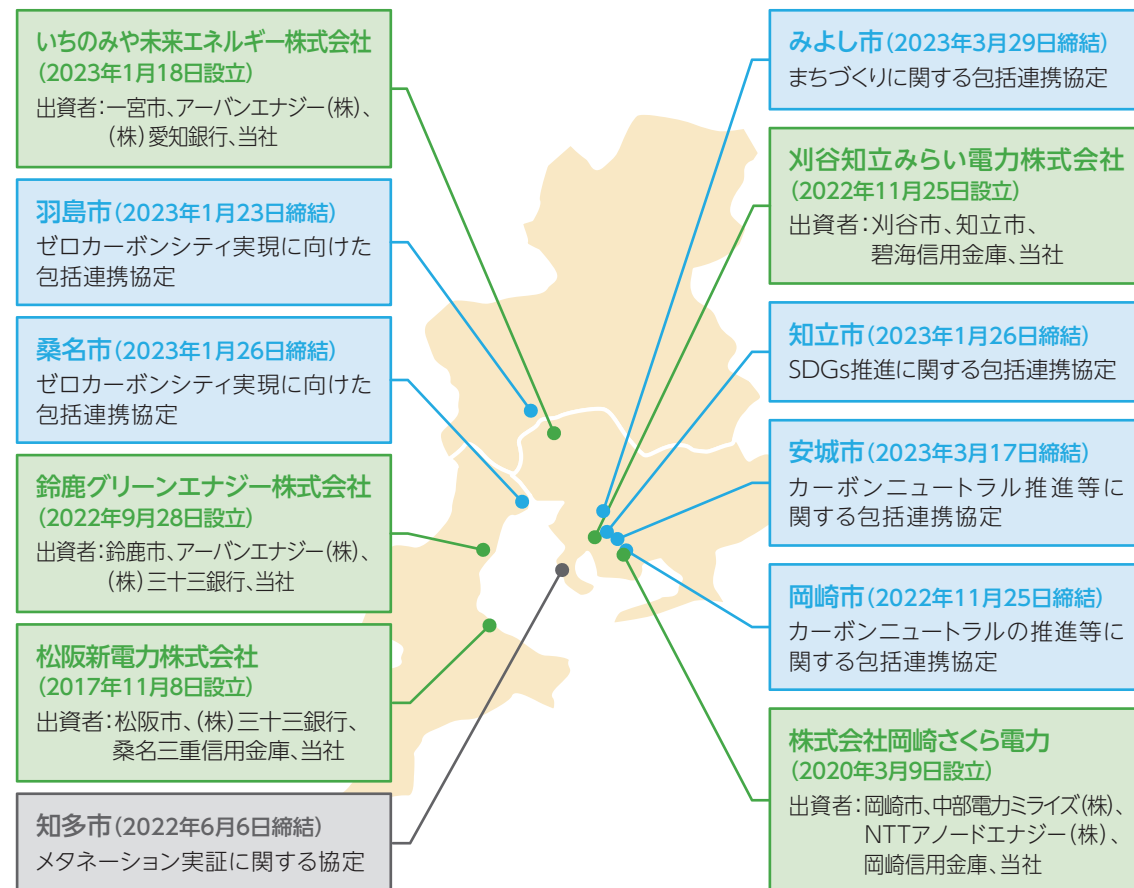 いちのみや未来エネルギー株式会社
(2023年1月18日設立)
出資者:一宮市、アーバンエナジー(株)、
(株)愛知銀行、当社
羽島市(2023年1月23日締結)
ゼロカーボンシティ実現に向けた
包括連携協定
桑名市(2023年1月26日締結)
ゼロカーボンシティ実現に向けた
包括連携協定
鈴鹿グリーンエナジー株式会社
(2022年9月28日設立)
出資者:鈴鹿市、アーバンエナジー(株)、
(株)三十三銀行、当社
松阪新電力株式会社
(2017年11月8日設立)
出資者:松阪市、(株)三十三銀行、
桑名三重信用金庫、当社
知多市(2022年6月6日締結)
メタネーション実証に関する協定
みよし市(2023年3月29日締結)
まちづくりに関する包括連携協定
刈谷知立みらい電力株式会社
(2022年11月25日設立)
出資者:刈谷市、知立市、
碧海信用金庫、当社
知立市(2023年1月26日締結)
SDGs推進に関する包括連携協定
安城市(2023年3月17日締結)
カーボンニュートラル推進等に
関する包括連携協定
岡崎市(2022年11月25日締結)
カーボンニュートラルの推進等に
関する包括連携協定
株式会社岡崎さくら電力
(2020年3月9日設立)
出資者:岡崎市、中部電力ミライズ(株)、
NTTアノードエナジー(株)、
岡崎信用金庫、当社